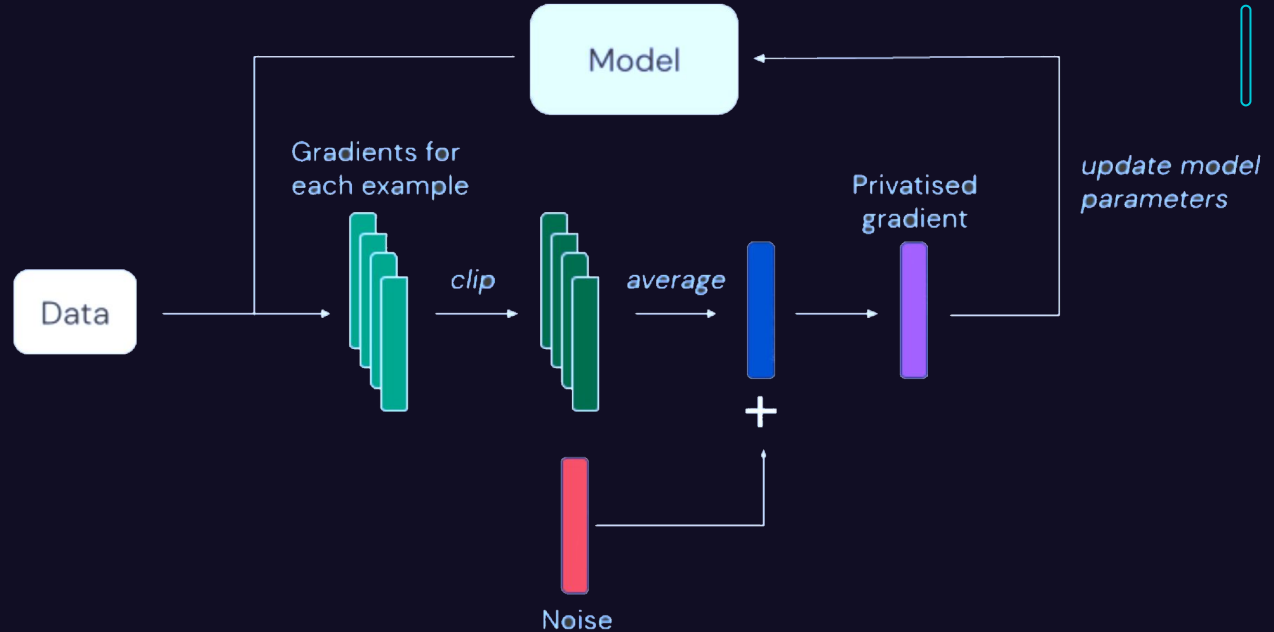 Model
Gradients for
each example
Privatised
gradient
update model
parameters
Data
clip
average
+
Noise